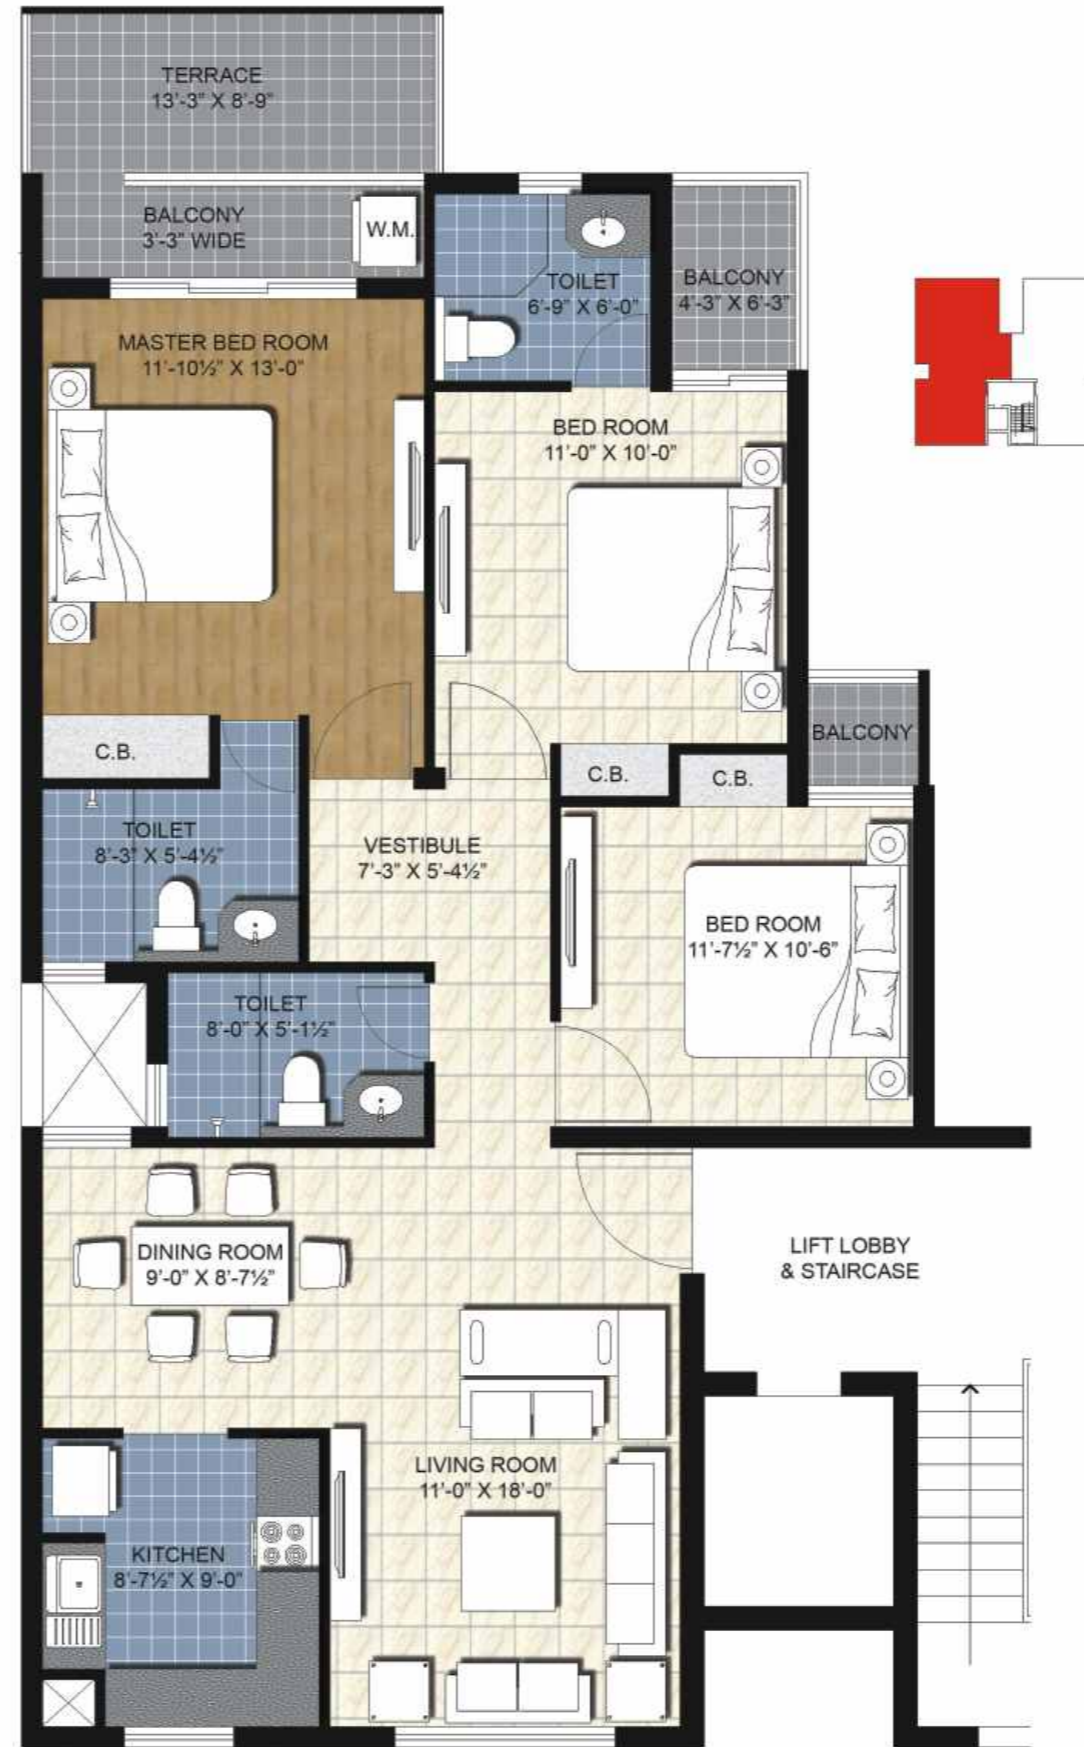 TERRACE
13'-3" X 8'-9"
BALCONY
3'-3" WIDE
W.M.
TOILET
6'-9" X 6'-0"
BALCONY
4'-3" X 6'-3"
MASTER BED ROOM
11'-10½" X 13'-0"
BED ROOM
11'-0" X 10'-0"
C.B.
C.B.
C.B.
BALCONY
TOILET
8'-3" X 5'-4½"
VESTIBULE
7'-3" X 5'-4½"
BED ROOM
11'-7½" X 10'-6"
TOILET
8'-0" X 5'-1½"
DINING ROOM
9'-0" X 8'-7½"
LIFT LOBBY
& STAIRCASE
LIVING ROOM
11'-0" X 18'-0"
KITCHEN
8'-7½" X 9'-0"